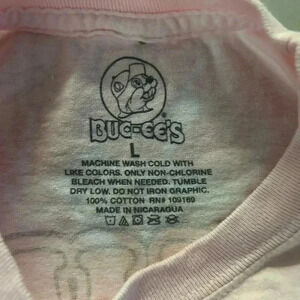 BUC-EE'S
L
MACHINE WASH COLD WITH
LIKE COLORS. ONLY NON-CHLORINE
BLEACH WHEN NEEDED. TUMBLE
DRY LOW. DO NOT IRON GRAPHIC.
100% COTTON RN# 109169
MADE IN NICARAGUA